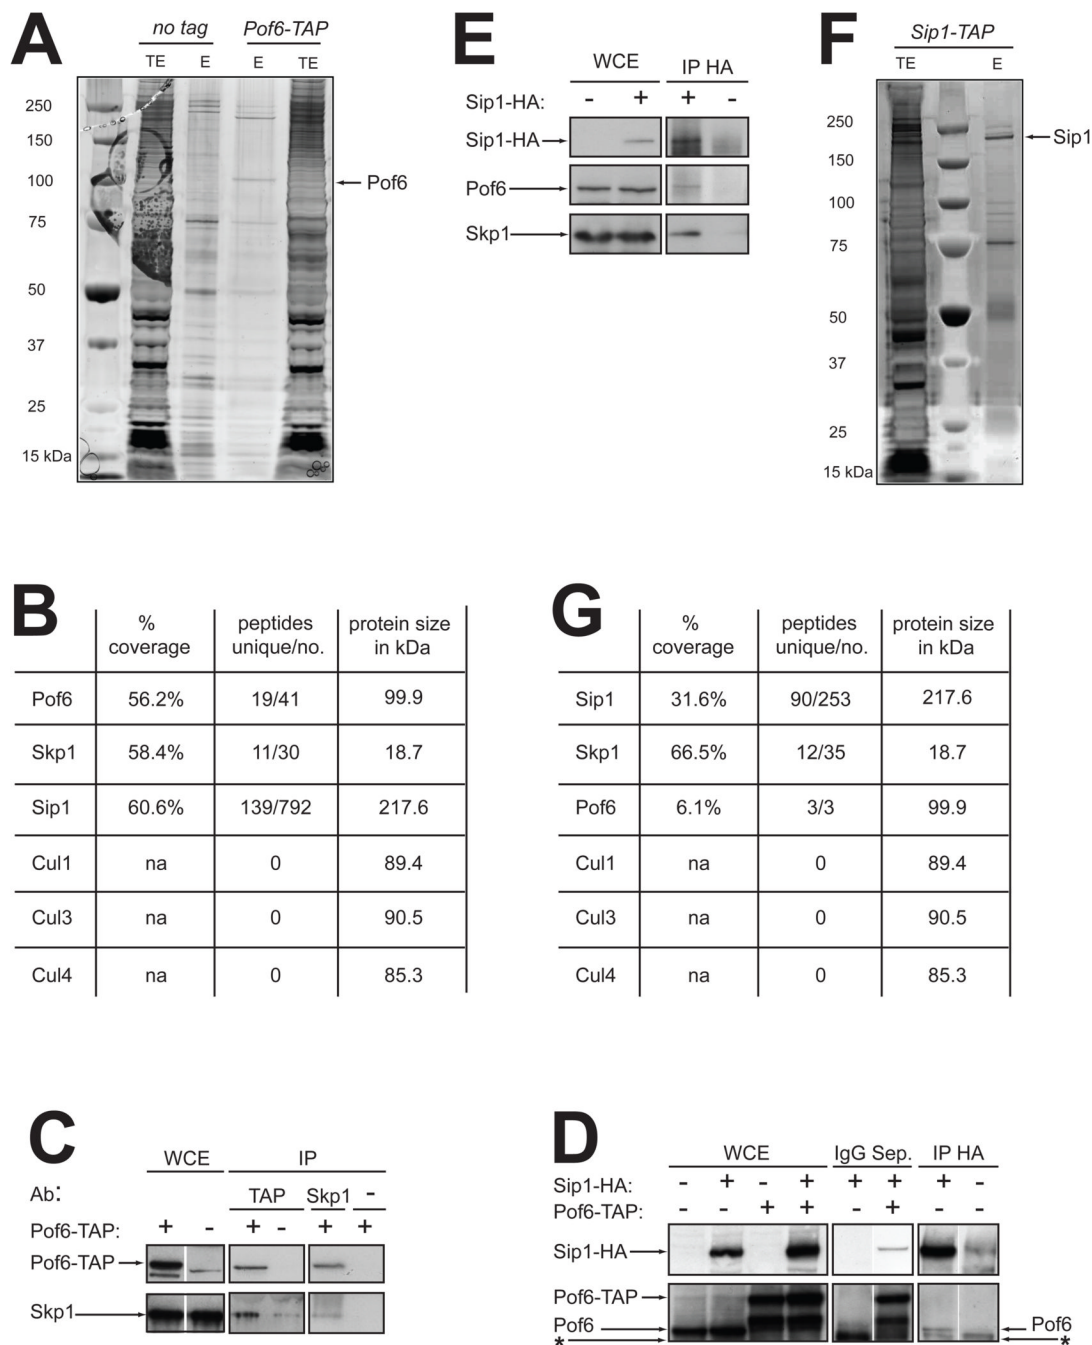 A
no tag
Pof6-TAP
TE
E
E
TE
250
150
100
75
50
37
25
15 kDa
Pof6
E
WCE
IP HA
Sip1-HA:
-
+
+
-
Sip1-HA
Pof6
Skp1
F
Sip1-TAP
TE
E
250
150
100
75
50
37
25
15 kDa
Sip1
B
% coverage
peptides unique/no.
protein size in kDa
Pof6 56.2% 19/41 99.9
Skp1 58.4% 11/30 18.7
Sip1 60.6% 139/792 217.6
Cul1 na 0 89.4
Cul3 na 0 90.5
Cul4 na 0 85.3
G
% coverage
peptides unique/no.
protein size in kDa
Sip1 31.6% 90/253 217.6
Skp1 66.5% 12/35 18.7
Pof6 6.1% 3/3 99.9
Cul1 na 0 89.4
Cul3 na 0 90.5
Cul4 na 0 85.3
C
WCE
IP
Ab:
TAP
Skp1
-
Pof6-TAP: + - + - + +
Pof6-TAP
Skp1
D
WCE
IgG Sep.
IP HA
Sip1-HA: - + - + + + + -
Pof6-TAP: - - + + - + - -
Sip1-HA
Pof6-TAP
Pof6
*
Pof6
*